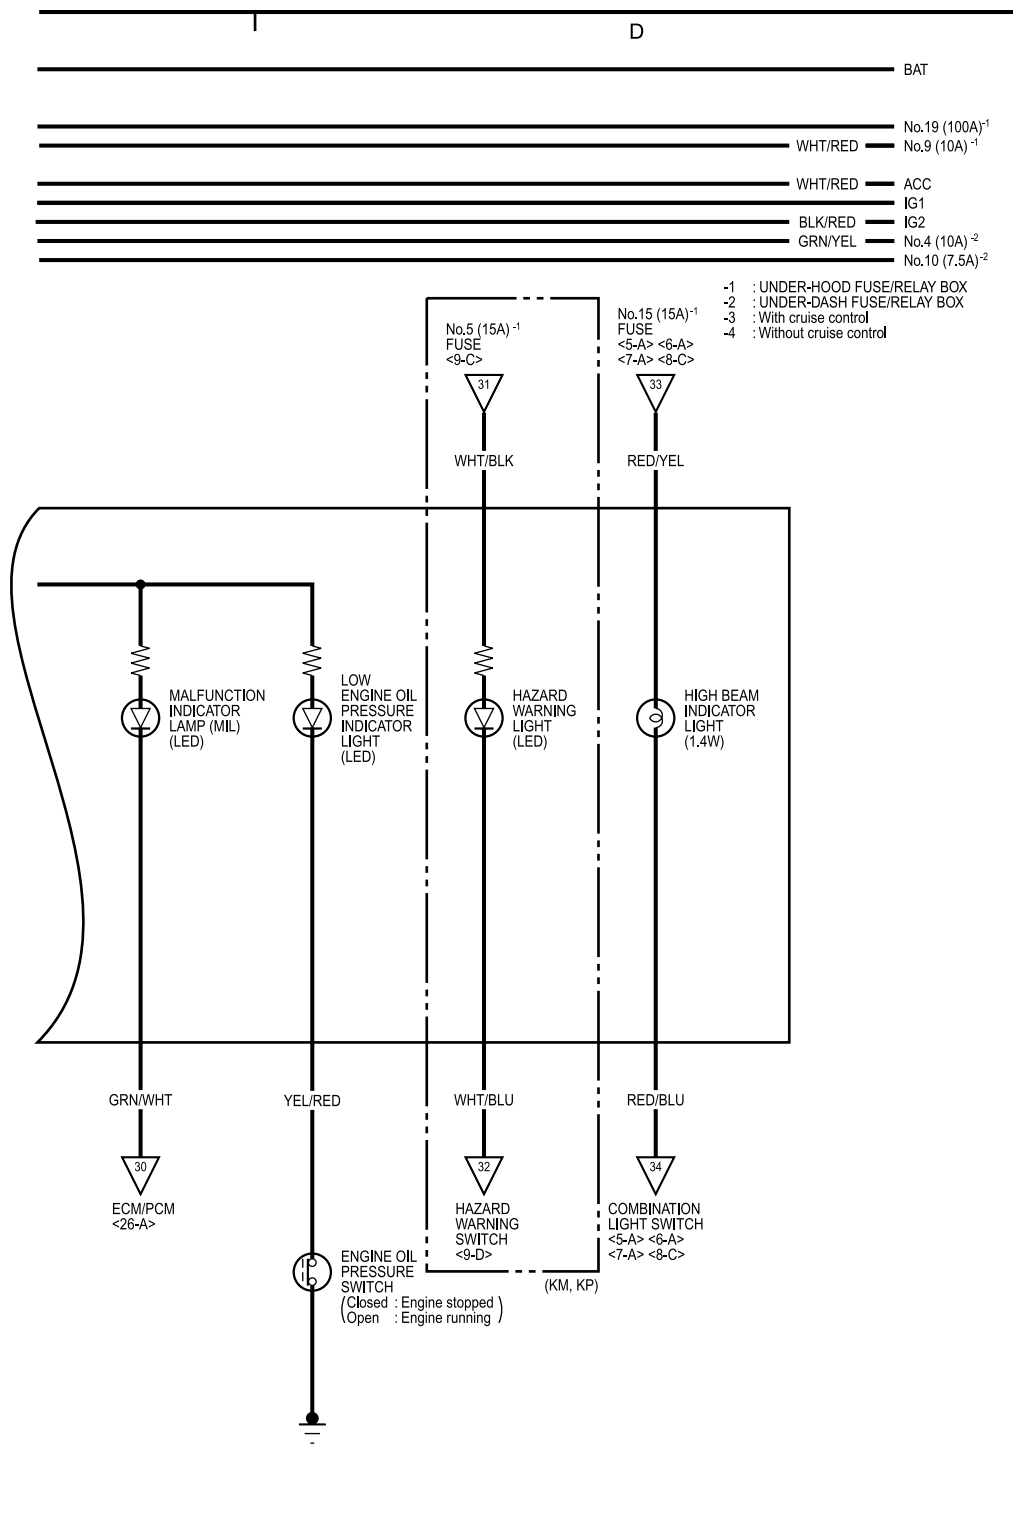 D
BAT
No.19 (100A)-1
WHT/RED No.9 (10A) -1
WHT/RED ACC
IG1
BLK/RED IG2
GRN/YEL No.4 (10A) -2
No.10 (7.5A)-2
-1 : UNDER-HOOD FUSE/RELAY BOX
-2 : UNDER-DASH FUSE/RELAY BOX
-3 : With cruise control
-4 : Without cruise control
No.5 (15A) -1
FUSE
<9-C>
31
WHT/BLK
No.15 (15A)-1
FUSE
<5-A> <6-A>
<7-A> <8-C>
33
RED/YEL
MALFUNCTION
INDICATOR
LAMP (MIL)
(LED)
LOW
ENGINE OIL
PRESSURE
INDICATOR
LIGHT
(LED)
HAZARD
WARNING
LIGHT
(LED)
HIGH BEAM
INDICATOR
LIGHT
(1.4W)
GRN/WHT
YEL/RED
WHT/BLU
RED/BLU
30
ECM/PCM
<26-A>
32
HAZARD
WARNING
SWITCH
<9-D>
34
COMBINATION
LIGHT SWITCH
<5-A> <6-A>
<7-A> <8-C>
ENGINE OIL
PRESSURE
SWITCH
(Closed : Engine stopped
Open : Engine running)
(KM, KP)